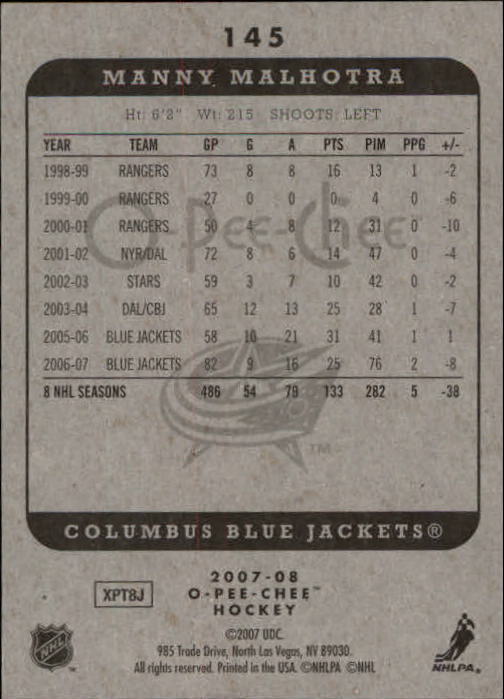 145
MANNY MALHOTRA
Ht: 6'2" Wt: 215 SHOOTS: LEFT
YEAR TEAM GP G A PTS PIM PPG +/-
1998-99 RANGERS 73 8 8 16 13 1 -2
1999-00 RANGERS 27 0 0 0 4 0 -6
2000-01 RANGERS 50 4 8 12 31 0 -10
2001-02 NYR/DAL 72 8 6 14 47 0 -4
2002-03 STARS 59 3 7 10 42 0 -2
2003-04 DAL/CBJ 65 12 13 25 28 1 -7
2005-06 BLUE JACKETS 58 10 21 31 41 1 1
2006-07 BLUE JACKETS 82 9 16 25 76 2 -8
8 NHL SEASONS 486 54 79 133 282 5 -38
O-Pee-Chee
TM
COLUMBUS BLUE JACKETS®
2007-08
XPT8J O-PEE-CHEE™
HOCKEY
©2007 UDC.
985 Trade Drive, North Las Vegas, NV 89030.
All rights reserved. Printed in the USA. ©NHLPA ©NHL
NHL
NHLPA